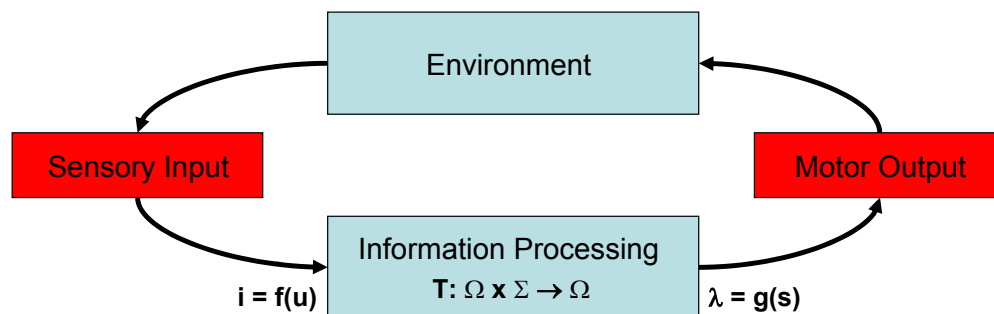 Environment
Sensory Input
Motor Output
Information Processing
T: Ω x Σ → Ω
i = f(u)
λ = g(s)